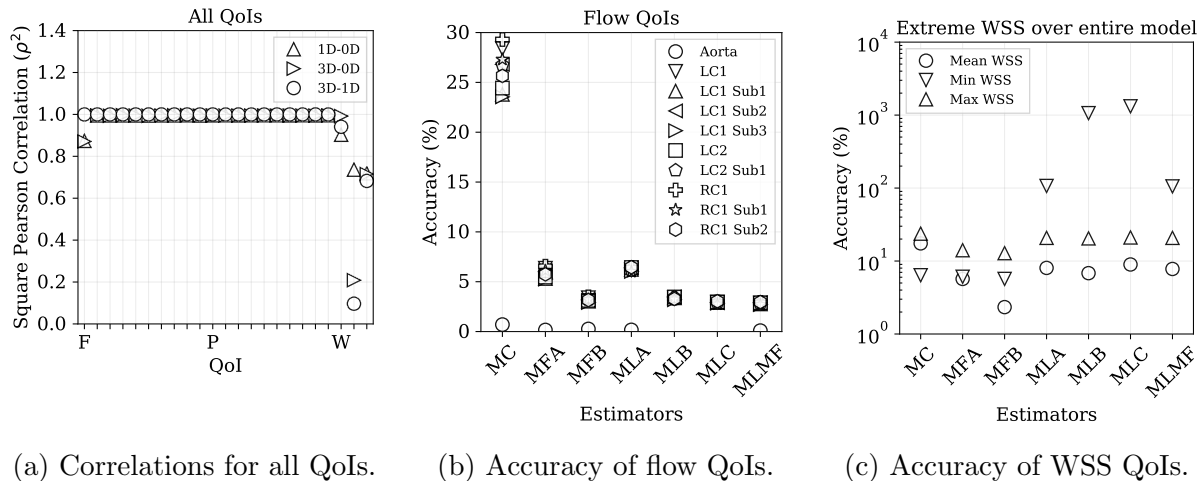 All QoIs
Square Pearson Correlation (ρ²)
1.4
1.2
1.0
0.8
0.6
0.4
0.2
0.0
F
P
W
QoI
1D-0D
3D-0D
3D-1D
(a) Correlations for all QoIs.
Flow QoIs
Accuracy (%)
30
25
20
15
10
5
0
MC
MFA
MFB
MLA
MLB
MLC
MLMF
Estimators
Aorta
LC1
LC1 Sub1
LC1 Sub2
LC1 Sub3
LC2
LC2 Sub1
RC1
RC1 Sub1
RC1 Sub2
(b) Accuracy of flow QoIs.
Extreme WSS over entire model
Accuracy (%)
10⁴
10³
10²
10¹
10⁰
MC
MFA
MFB
MLA
MLB
MLC
MLMF
Estimators
Mean WSS
Min WSS
Max WSS
(c) Accuracy of WSS QoIs.